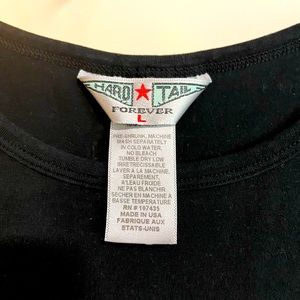 HARD TAIL
FOREVER
L
PRE-SHRUNK, MACHINE
WASH SEPARATELY
IN COLD WATER,
NO BLEACH
TUMBLE DRY LOW
IRRETRECISSABLE
LAVER A LA MACHINE,
SEPAREMENT,
A L'EAU FROIDE
NE PAS BLANCHIR
SECHER EN MACHINE A
BASSE TEMPERATURE
RN # 107435
MADE IN USA
FABRIQUE AUX
ETATS-UNIS